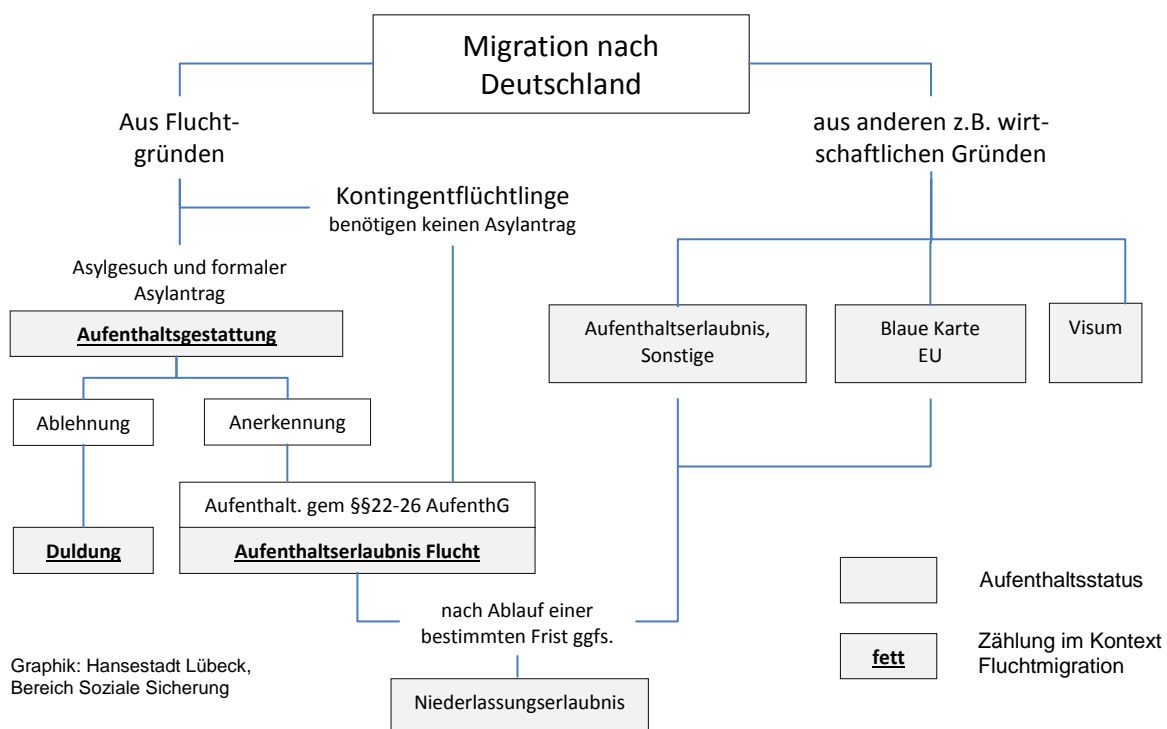 Migration nach
Deutschland
Aus Flucht-
gründen
aus anderen z.B. wirt-
schaftlichen Gründen
Kontingentflüchtlinge
benötigen keinen Asylantrag
Asylgesuch und formaler
Asylantrag
Aufenthaltsgestattung
Aufenthaltserlaubnis,
Sonstige
Blaue Karte
EU
Visum
Ablehnung
Anerkennung
Aufenthalt. gem §§22-26 AufenthG
Duldung
Aufenthaltserlaubnis Flucht
Aufenthaltsstatus
nach Ablauf einer
bestimmten Frist ggfs.
fett
Zählung im Kontext
Fluchtmigration
Graphik: Hansestadt Lübeck,
Bereich Soziale Sicherung
Niederlassungserlaubnis